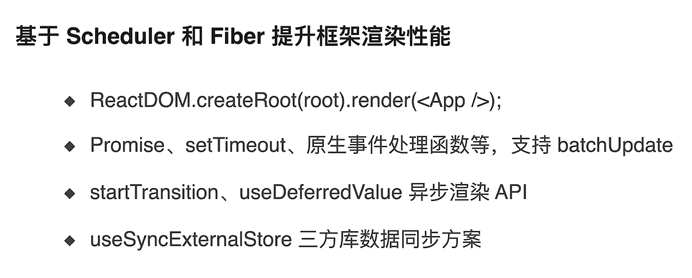 基于 Scheduler 和 Fiber 提升框架渲染性能
◆ ReactDOM.createRoot(root).render(<App />);
◆ Promise、setTimeout、原生事件处理函数等，支持 batchUpdate
◆ startTransition、useDeferredValue 异步渲染 API
◆ useSyncExternalStore 三方库数据同步方案